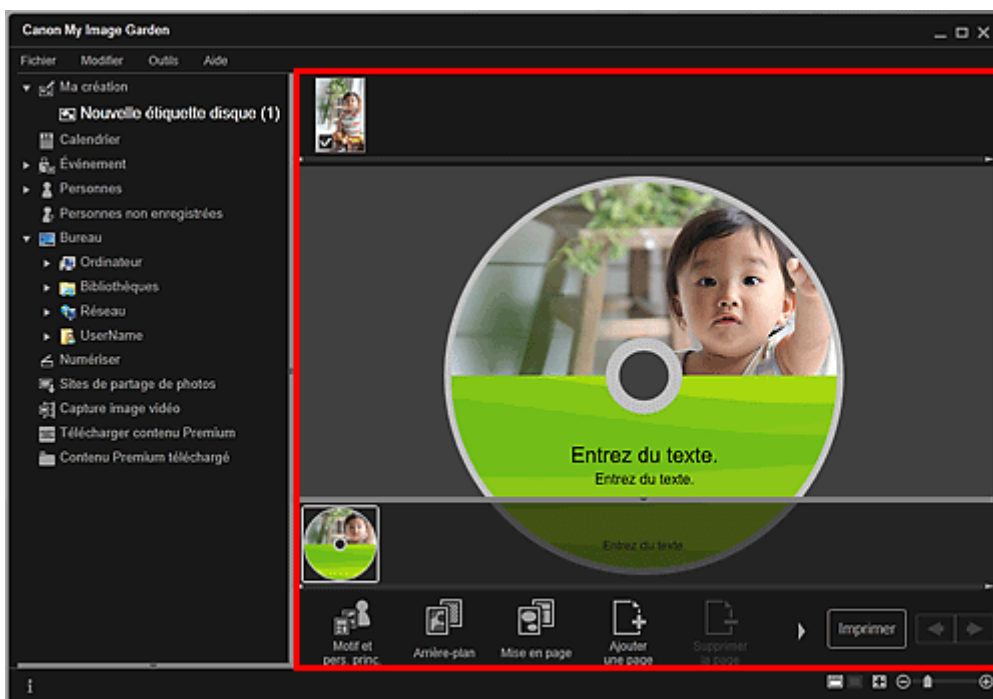 Canon My Image Garden
Fichier Modifier Outils Aide
Ma création
Nouvelle étiquette disque (1)
Calendrier
Événement
Personnes
Personnes non enregistrées
Bureau
Ordinateur
Bibliothèques
Réseau
UserName
Numériser
Sites de partage de photos
Capture image vidéo
Télécharger contenu Premium
Contenu Premium téléchargé
Entrez du texte.
Entrez du texte.
Entrez du texte
Motif et
pers. princ.
Arrière-plan
Mise en page
Ajouter
une page
Supprimer
la page
Imprimer